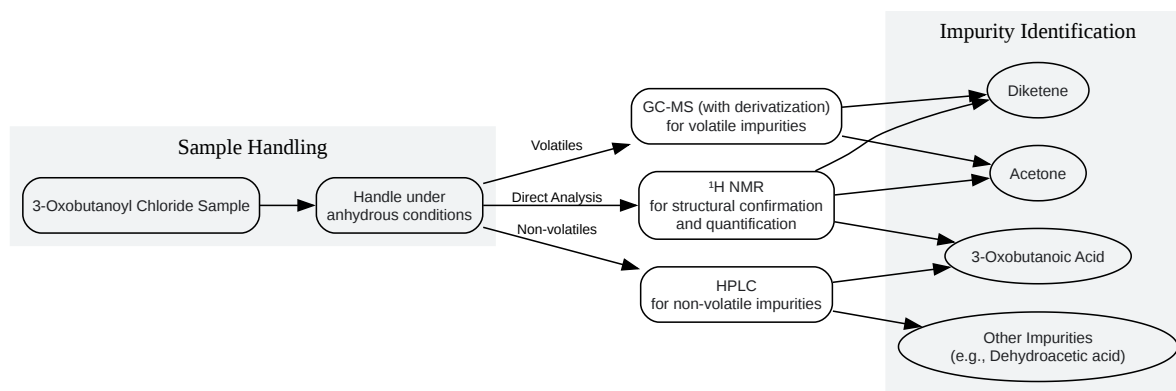 Sample Handling
3-Oxobutanoyl Chloride Sample
Handle under
anhydrous conditions
Volatiles
Direct Analysis
Non-volatiles
GC-MS (with derivatization)
for volatile impurities
¹H NMR
for structural confirmation
and quantification
HPLC
for non-volatile impurities
Impurity Identification
Diketene
Acetone
3-Oxobutanoic Acid
Other Impurities
(e.g., Dehydroacetic acid)